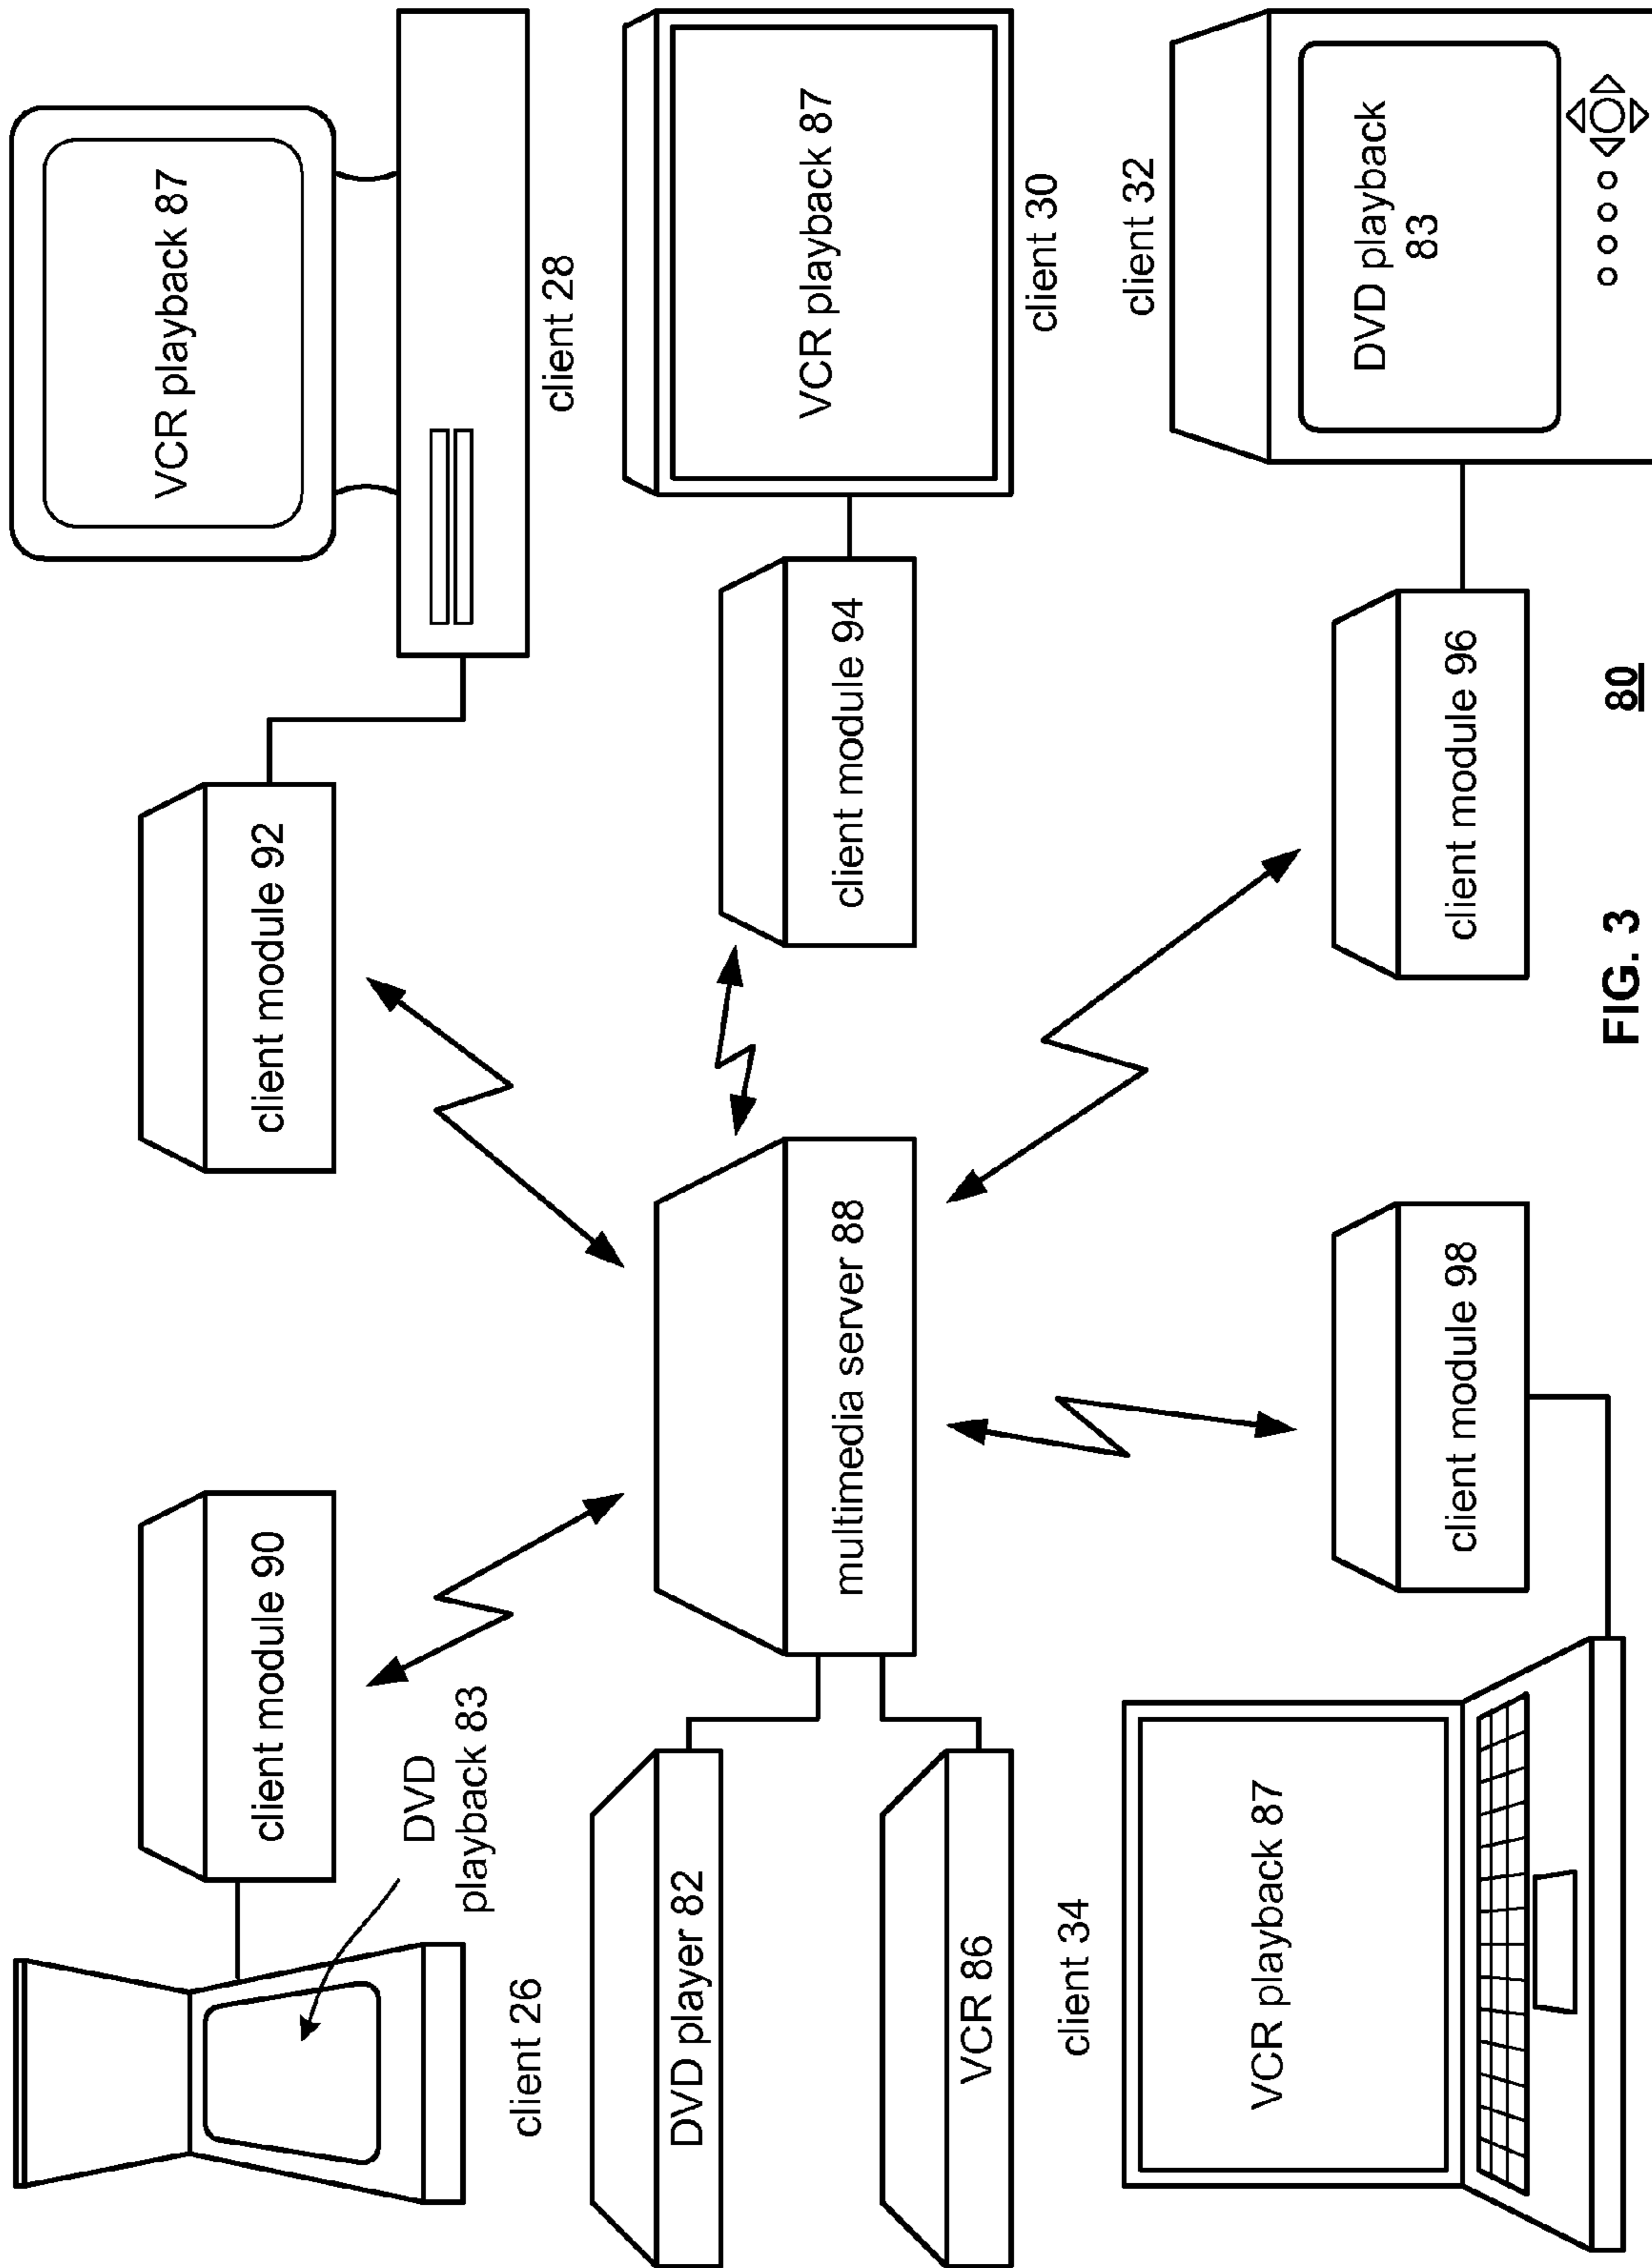 client module 90
client module 92
VCR playback 87
DVD
playback 83
client 26
client 28
DVD player 82
multimedia server 88
client module 94
VCR playback 87
VCR 86
client 30
client 34
client 32
VCR playback 87
client module 98
client module 96
DVD playback
83
FIG. 3
80